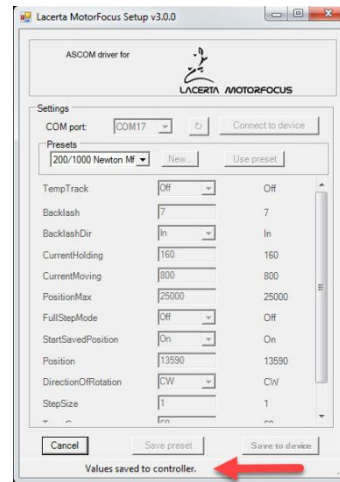 Lacerta MotorFocus Setup v3.0.0
ASCOM driver for
LACERTA MOTORFOCUS
Settings
COM port: COM17 Connect to device
Presets
200/1000 Newton Mf New... Use preset
TempTrack Off Off
Backlash 7 7
BacklashDir In In
CurrentHolding 160 160
CurrentMoving 800 800
PositionMax 25000 25000
FullStepMode Off Off
StartSavedPosition On On
Position 13590 13590
DirectionOfRotation CW CW
StepSize 1 1
Cancel Save preset Save to device
Values saved to controller.